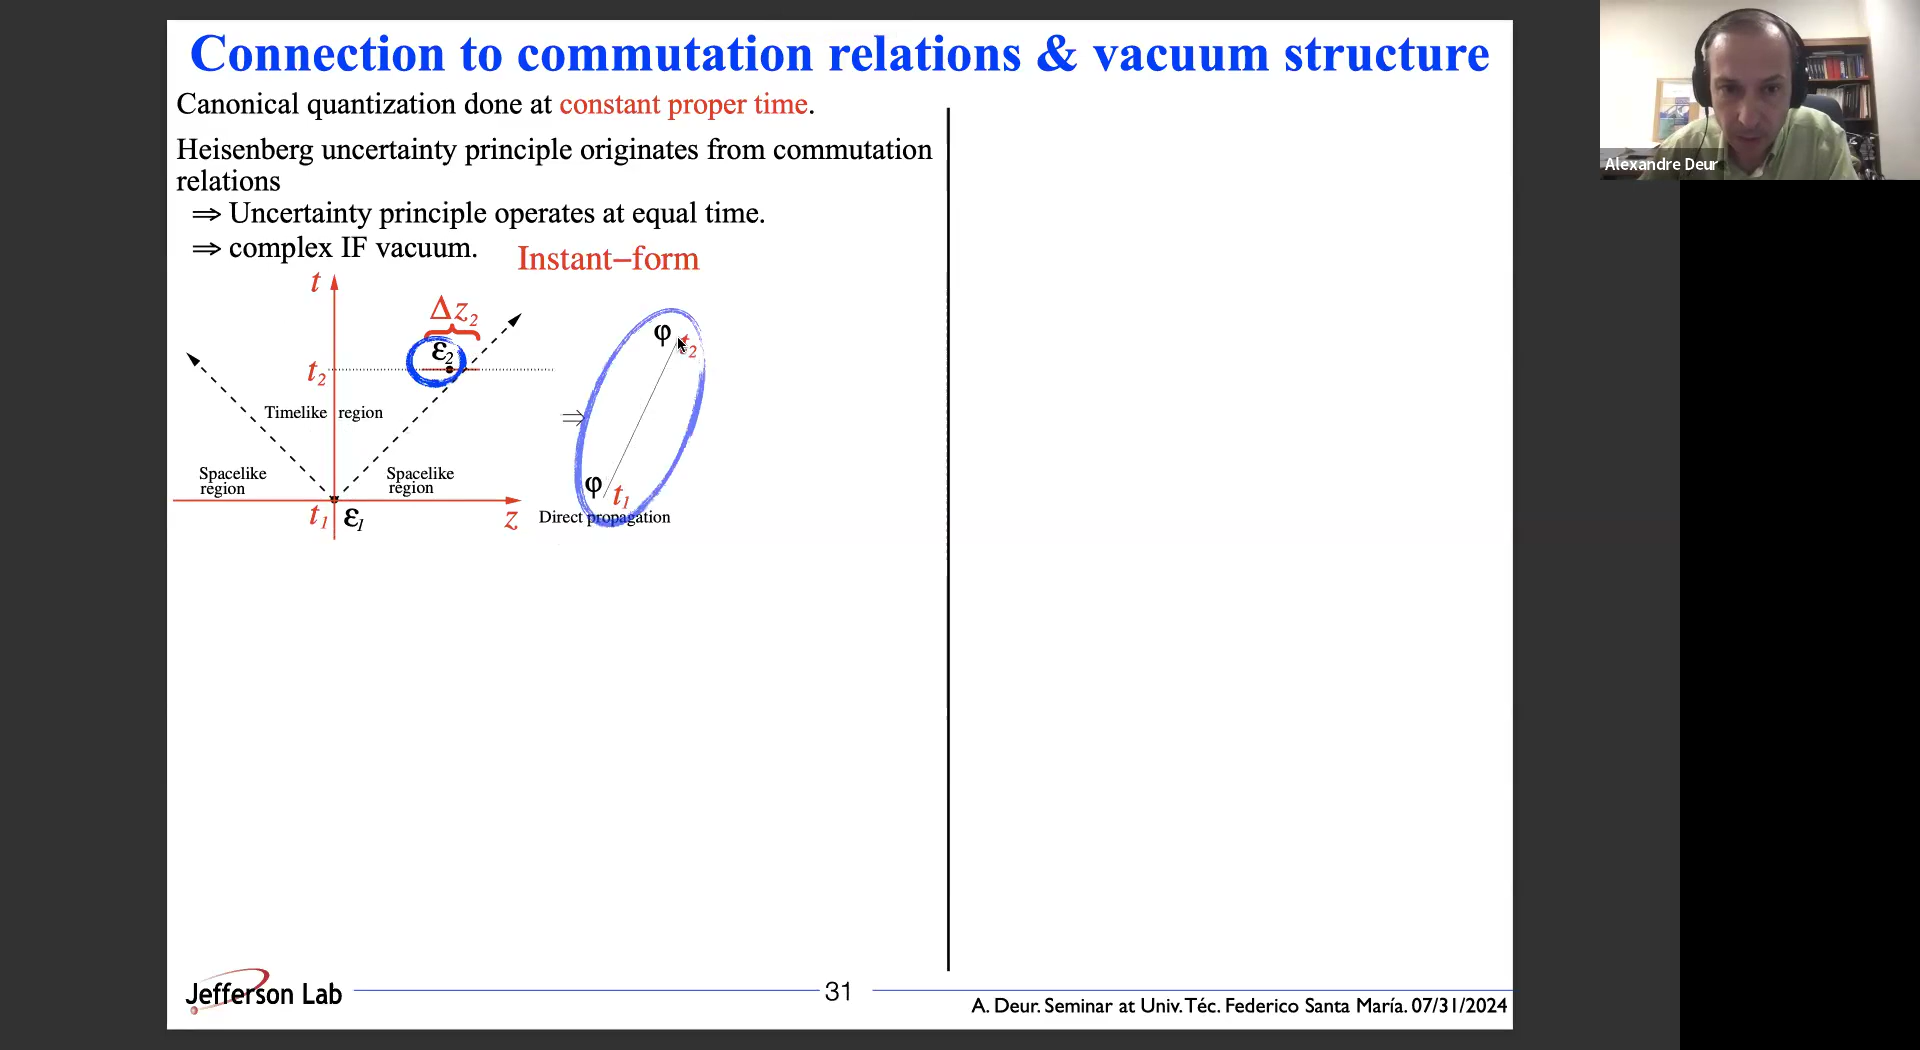 Connection to commutation relations & vacuum structure
Alexandre Deur
Canonical quantization done at constant proper time.
Heisenberg uncertainty principle originates from commutation
relations
⇒ Uncertainty principle operates at equal time.
⇒ complex IF vacuum.
Instant–form
t
Δz₂
φ
t₂
ε₂
t₂
Timelike region
⇒
Spacelike
region
Spacelike
region
φ
t₁
t₁
ε₁
z
Direct propagation
Jefferson Lab
31
A. Deur. Seminar at Univ. Téc. Federico Santa María. 07/31/2024